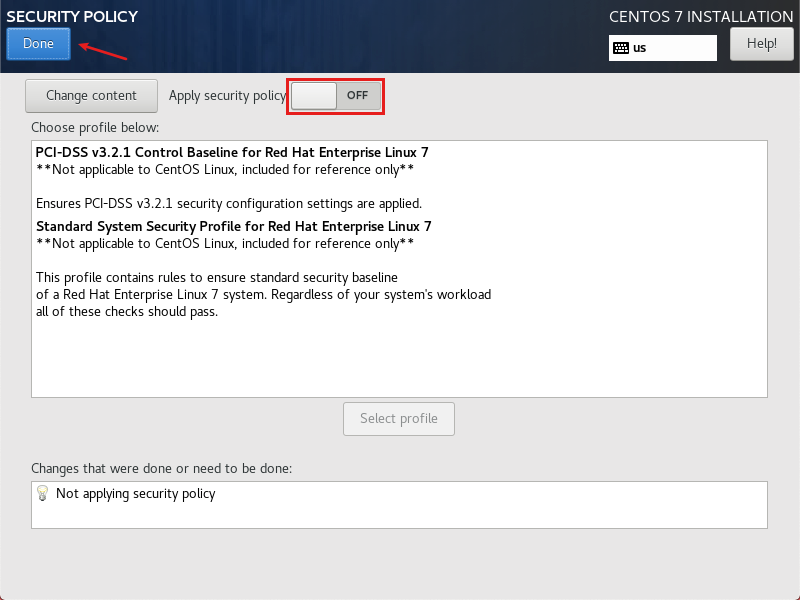 SECURITY POLICY
CENTOS 7 INSTALLATION
Done
us
Help!
Change content
Apply security policy
OFF
Choose profile below:
PCI-DSS v3.2.1 Control Baseline for Red Hat Enterprise Linux 7
**Not applicable to CentOS Linux, included for reference only**
Ensures PCI-DSS v3.2.1 security configuration settings are applied.
Standard System Security Profile for Red Hat Enterprise Linux 7
**Not applicable to CentOS Linux, included for reference only**
This profile contains rules to ensure standard security baseline
of a Red Hat Enterprise Linux 7 system. Regardless of your system's workload
all of these checks should pass.
Select profile
Changes that were done or need to be done:
Not applying security policy